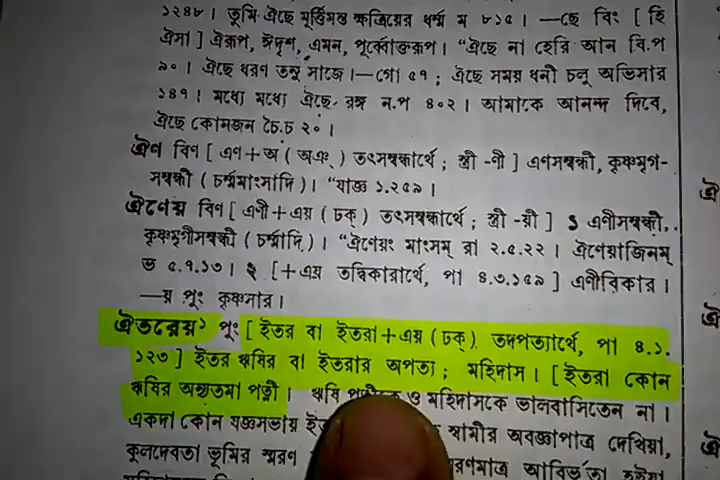 ১২৪৮। তুমি ঐছে মূর্ত্তিমন্ত ক্ষত্রিয়ের ধর্ম্ম ম ৮১৫। —ছে বিং [ হি
ঐসা ] ঐরূপ, ঈদৃশ, এমন, পূর্ব্বোক্তরূপ। “ঐছে না হেরি আন বি.প
৯০। ঐছে ধরণ তনু সাজে।—গো ৫৭ ; ঐছে সময় ধনী চলু অভিসার
১৪৭। মধ্যে মধ্যে ঐছে রঙ্গ ন.প ৪০২। আমাকে আনন্দ দিবে,
ঐছে কোনজন চৈ.চ ২০।
ঐণ বিণ [ এণ+অ ( অঞ্ ) তৎসম্বন্ধার্থে ; স্ত্রী -ণী ] এণসম্বন্ধী, কৃষ্ণমৃগ-
সম্বন্ধী ( চর্ম্মমাংসাদি )। “যাজ্ঞ ১.২৫৯।
ঐণেয় বিণ [ এণী+এয় ( ঢক্ ) তৎসম্বন্ধার্থে ; স্ত্রী -য়ী ] ১ এণীসম্বন্ধী,
কৃষ্ণমৃগীসম্বন্ধী ( চর্ম্মাদি )। “ঐণেয়ং মাংসম্ রা ২.৫.২২। ঐণেয়াজিনম্
ভ ৫.৭.১৩। ২ [ +এয় তদ্বিকারার্থে, পা ৪.৩.১৫৯ ] এণীবিকার।
—য় পুং কৃষ্ণসার।
ঐতরেয়১ পুং [ ইতর বা ইতরা+এয় ( ঢক্ ) তদপত্যার্থে, পা ৪.১.
১২৩ ] ইতর ঋষির বা ইতরার অপত্য ; মহিদাস। [ ইতরা কোন
ঋষির অন্যতমা পত্নী। ঋষি ও মহিদাসকে ভালবাসিতেন না।
একদা কোন যজ্ঞসভায় স্বামীর অবজ্ঞাপাত্র দেখিয়া,
কুলদেবতা ভূমির স্মরণ আবির্ভূতা হইয়া